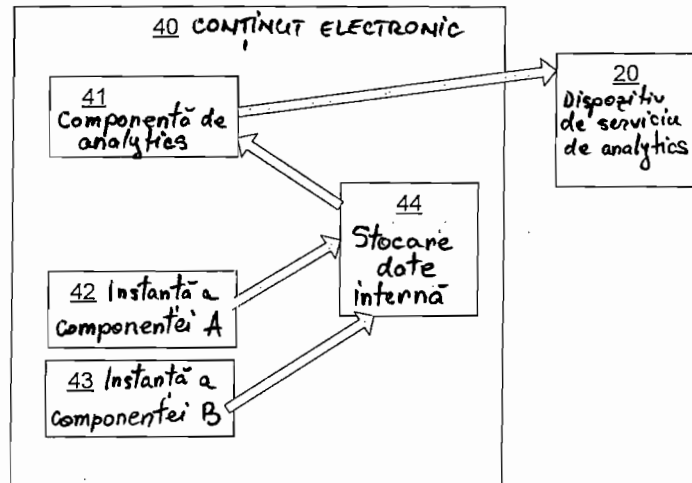 40 CONȚINUT ELECTRONIC
41
Componentă de
analytics
20
Dispozitiv
de serviciu
de analytics
44
Stocare
date
internă
42 Instanță a
componentei A
43 Instanță a
componentei B